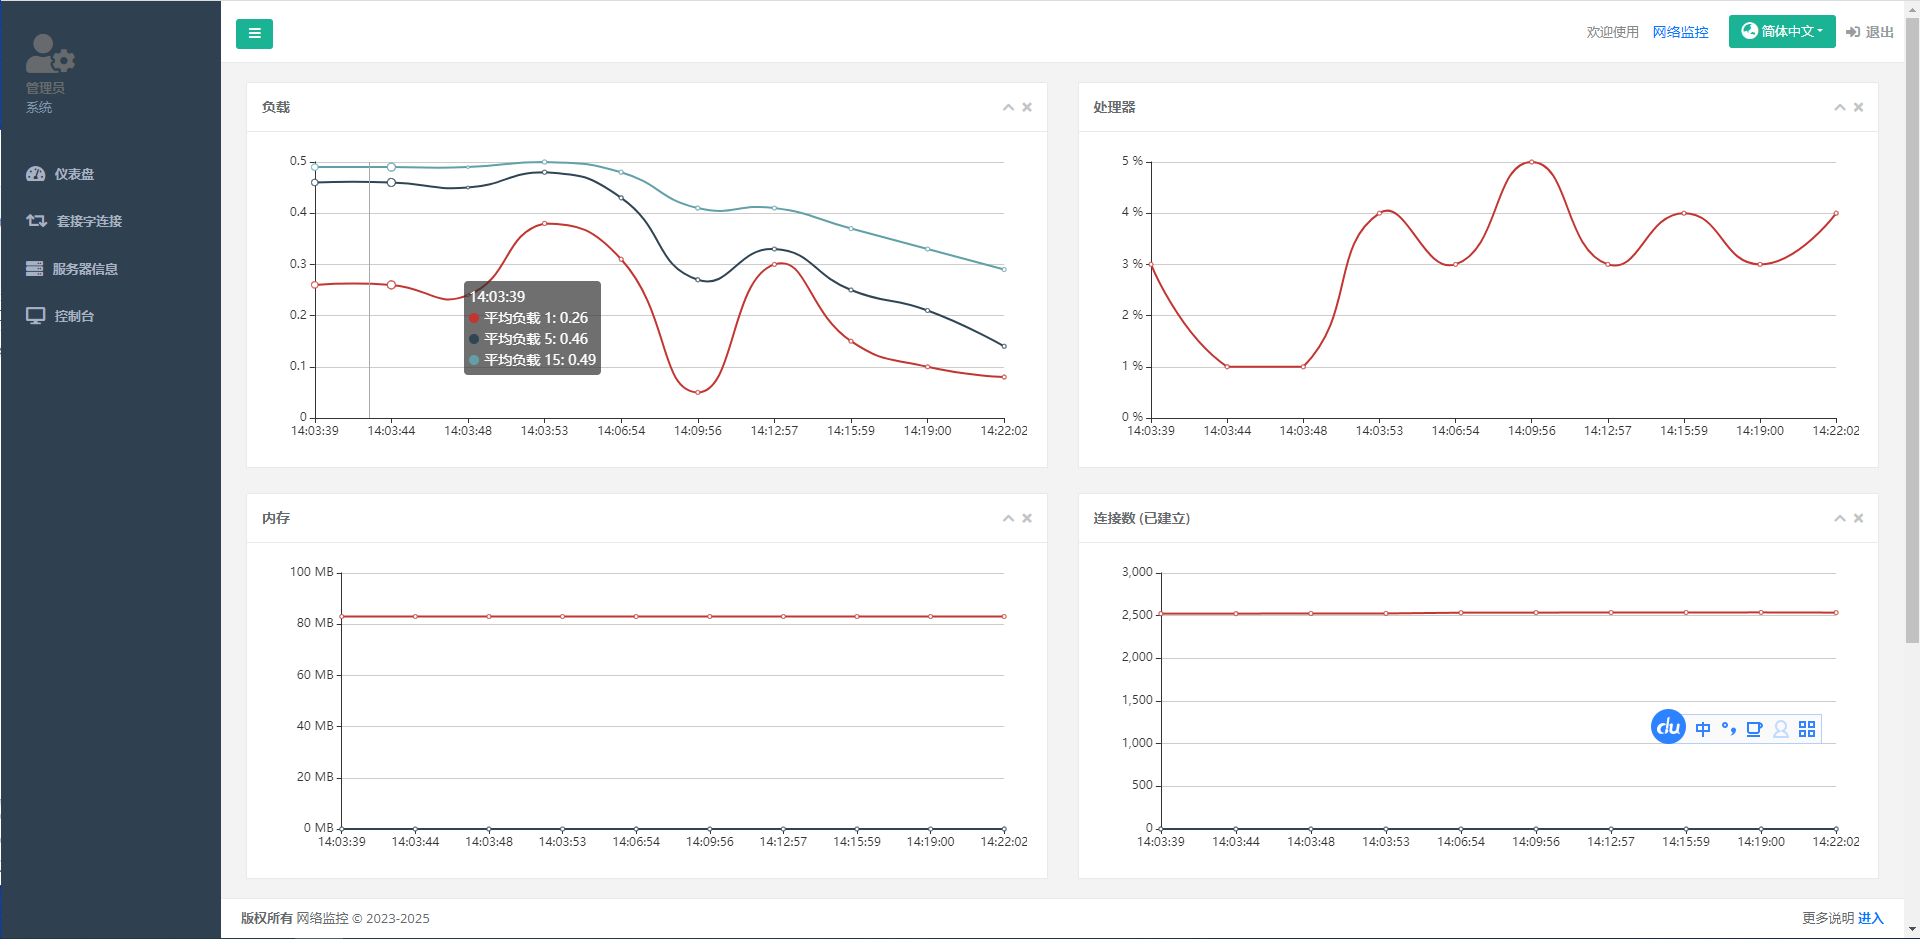 管理员
系统
仪表盘
套接字连接
服务器信息
控制台
欢迎使用 网络监控 简体中文 退出
负载
0.5
0.4
0.3
0.2
0.1
0
14:03:39 14:03:44 14:03:48 14:03:53 14:06:54 14:09:56 14:12:57 14:15:59 14:19:00 14:22:02
14:03:39
平均负载 1: 0.26
平均负载 5: 0.46
平均负载 15: 0.49
处理器
5 %
4 %
3 %
2 %
1 %
0 %
14:03:39 14:03:44 14:03:48 14:03:53 14:06:54 14:09:56 14:12:57 14:15:59 14:19:00 14:22:02
内存
100 MB
80 MB
60 MB
40 MB
20 MB
0 MB
14:03:39 14:03:44 14:03:48 14:03:53 14:06:54 14:09:56 14:12:57 14:15:59 14:19:00 14:22:02
连接数 (已建立)
3,000
2,500
2,000
1,500
1,000
500
0
14:03:39 14:03:44 14:03:48 14:03:53 14:06:54 14:09:56 14:12:57 14:15:59 14:19:00 14:22:02
du 中 °,
版权所有 网络监控 © 2023-2025
更多说明 进入